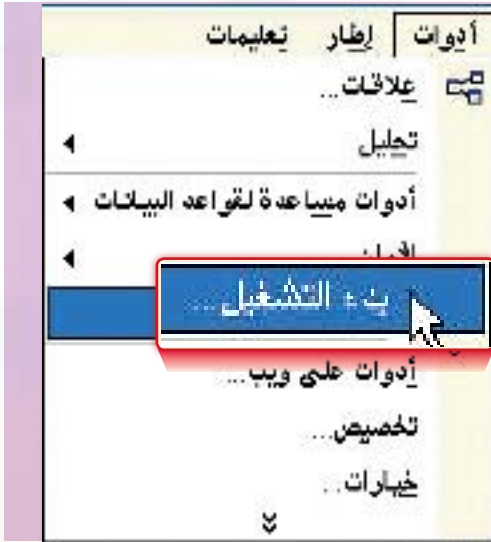 أدوات إطار تعليمات
علاقات...
تحليل
أدوات مساعدة لقواعد البيانات
بدء التشغيل...
أدوات على ويب...
تخصيص...
خيارات...